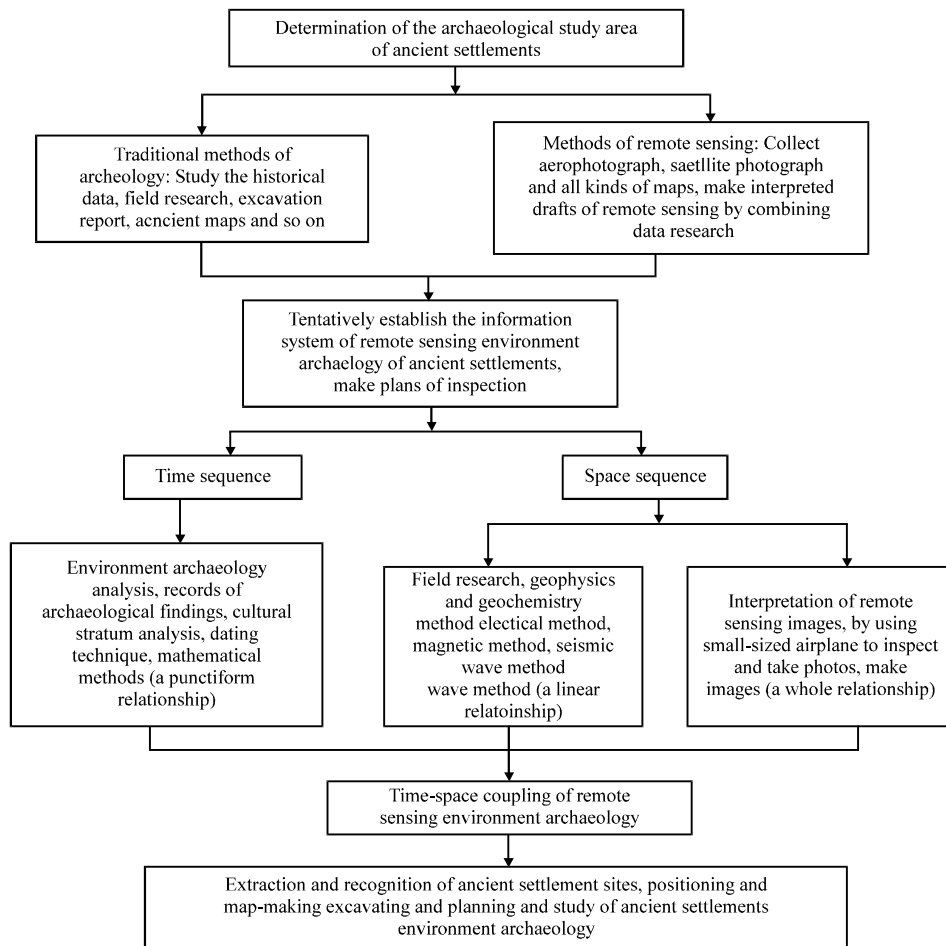 Determination of the archaeological study area
of ancient settlements
Traditional methods of
archeology: Study the historical
data, field research, excavation
report, acncient maps and so on
Methods of remote sensing: Collect
aerophotograph, saetllite photograph
and all kinds of maps, make interpreted
drafts of remote sensing by combining
data research
Tentatively establish the information
system of remote sensing environment
archaelogy of ancient settlements,
make plans of inspection
Time sequence
Space sequence
Environment archaeology
analysis, records of
archaeological findings, cultural
stratum analysis, dating
technique, mathematical
methods (a punctiform
relationship)
Field research, geophysics
and geochemistry
method electical method,
magnetic method, seismic
wave method
wave method (a linear
relatoinship)
Interpretation of remote
sensing images, by using
small-sized airplane to inspect
and take photos, make
images (a whole relationship)
Time-space coupling of remote
sensing environment archaeology
Extraction and recognition of ancient settlement sites, positioning and
map-making excavating and planning and study of ancient settlements
environment archaeology